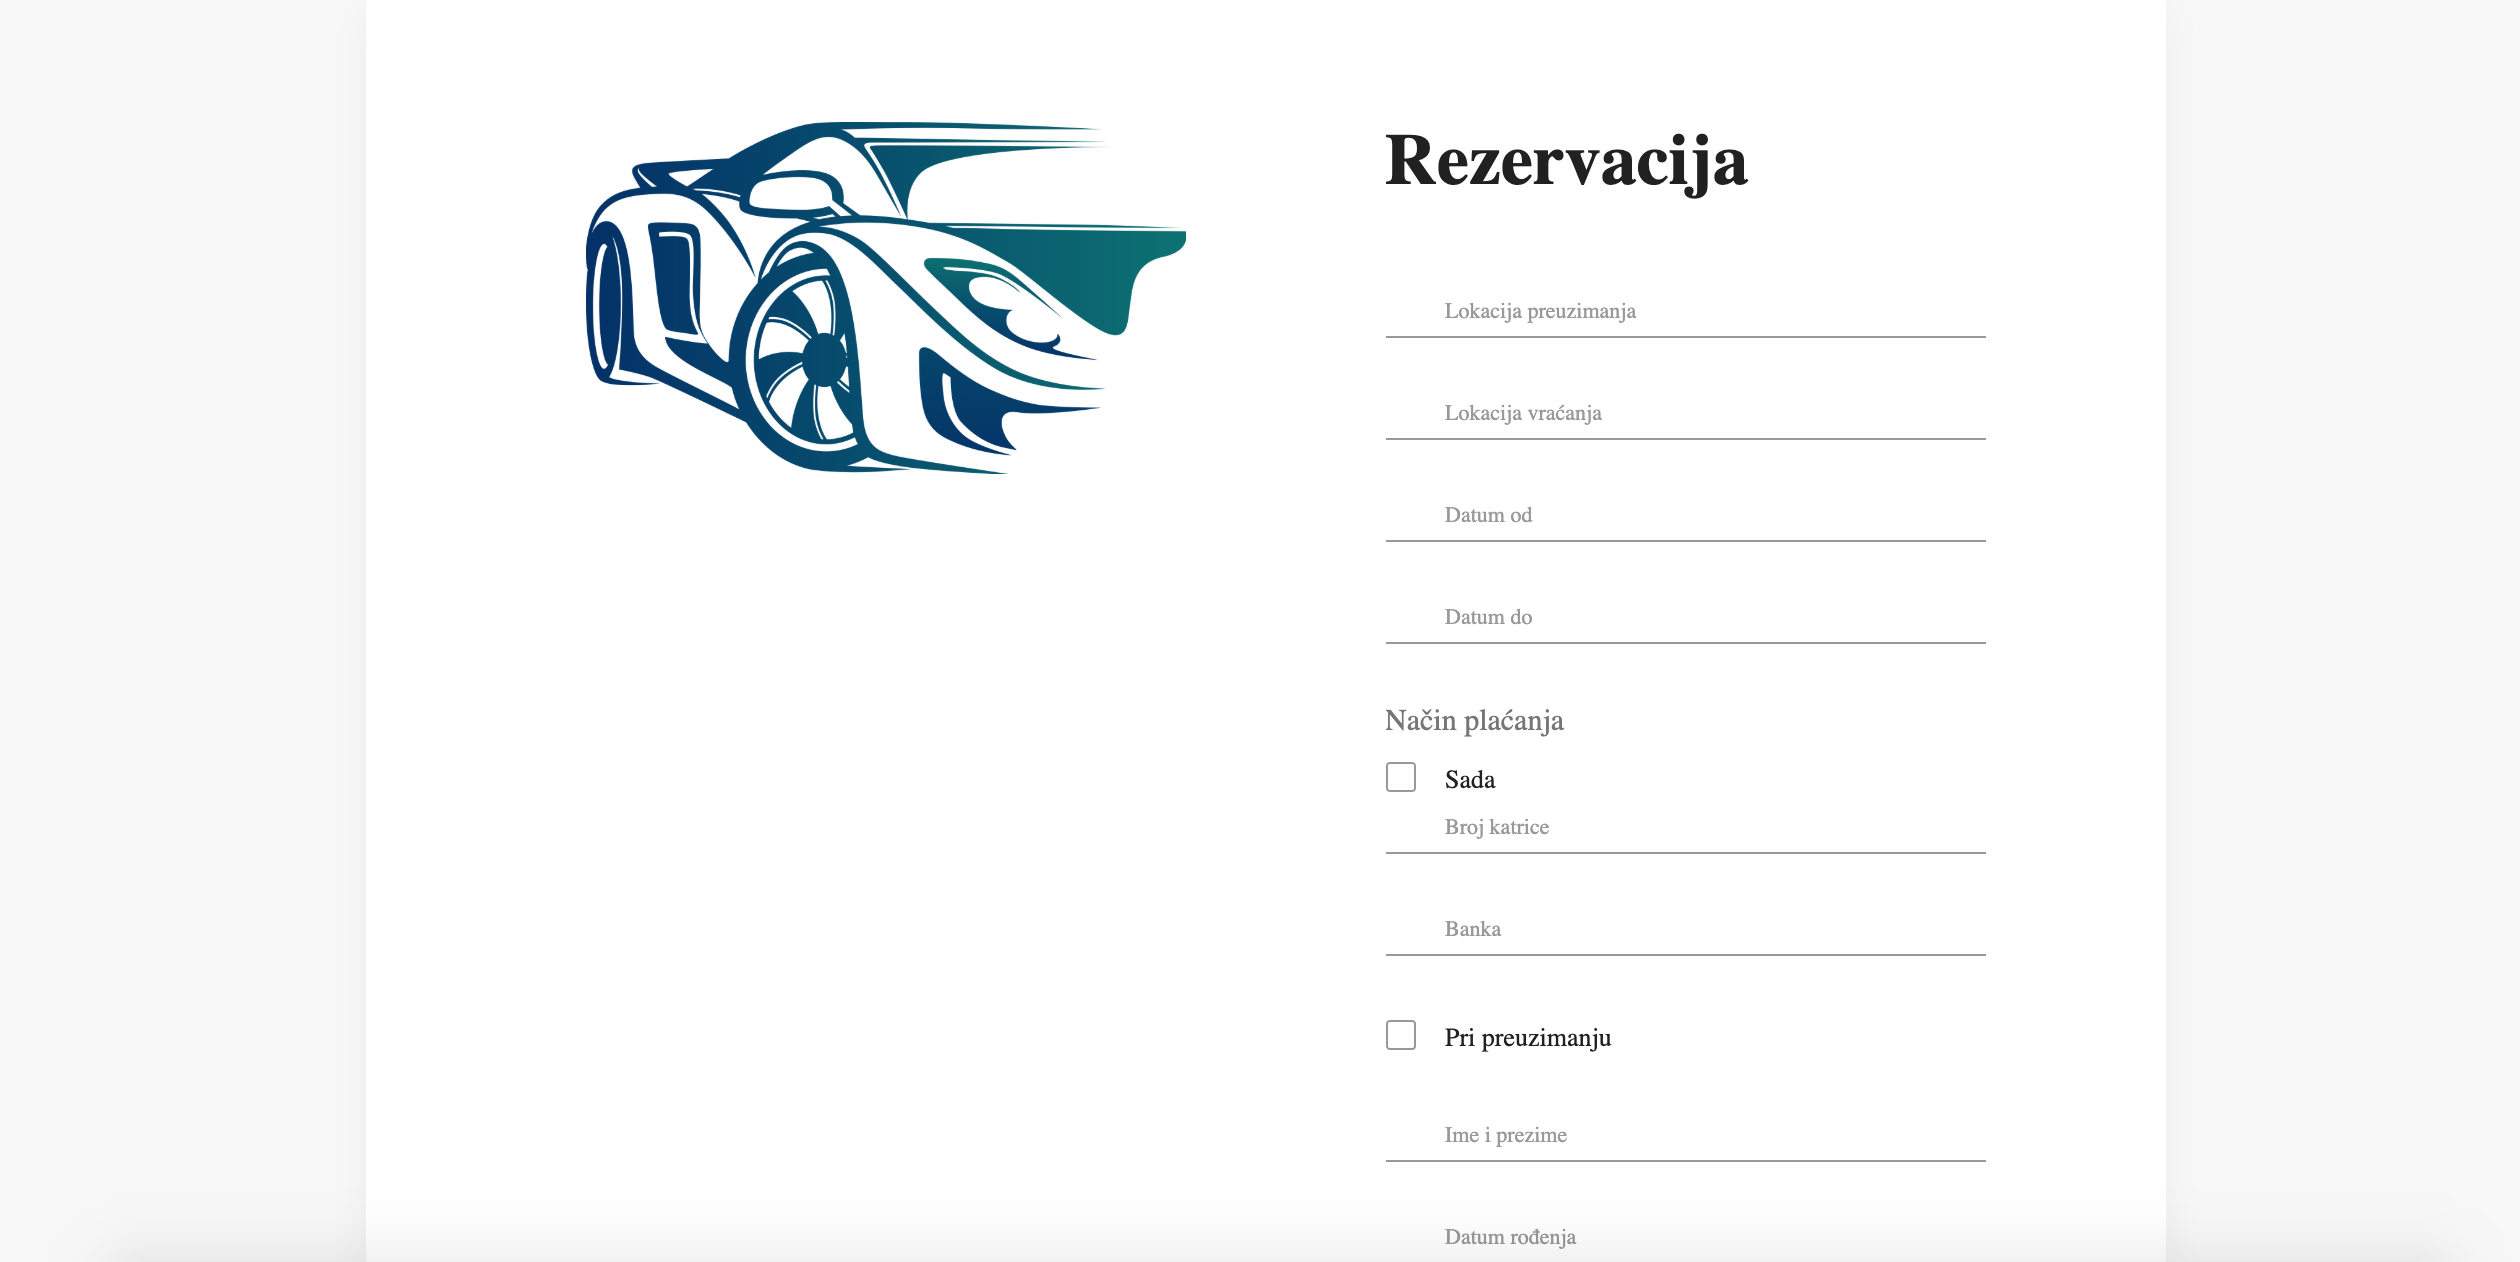 Rezervacija
Lokacija preuzimanja
Lokacija vraćanja
Datum od
Datum do
Način plaćanja
Sada
Broj katrice
Banka
Pri preuzimanju
Ime i prezime
Datum rođenja